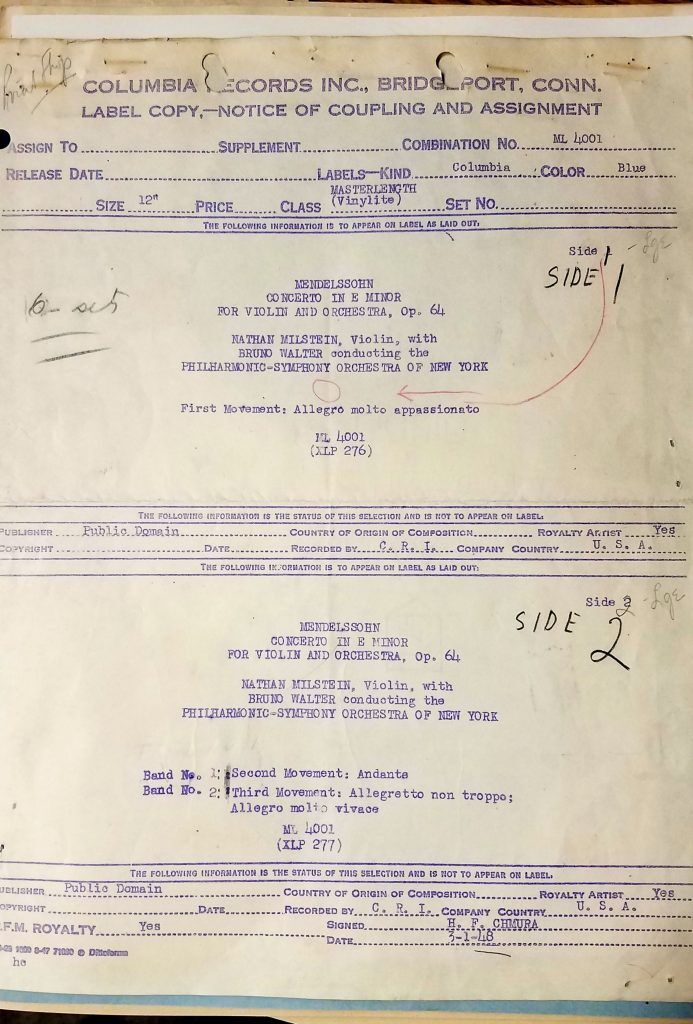 Print Shop
COLUMBIA RECORDS INC., BRIDGEPORT, CONN.
LABEL COPY,—NOTICE OF COUPLING AND ASSIGNMENT
ASSIGN TO SUPPLEMENT COMBINATION NO. ML 4001
RELEASE DATE LABELS—KIND Columbia COLOR Blue
MASTERLENGTH
SIZE 12" PRICE CLASS (Vinylite) SET NO.
THE FOLLOWING INFORMATION IS TO APPEAR ON LABEL AS LAID OUT:
Side 1 - Lge
SIDE 1
MENDELSSOHN
CONCERTO IN E MINOR
FOR VIOLIN AND ORCHESTRA, Op. 64
NATHAN MILSTEIN, Violin, with
BRUNO WALTER conducting the
PHILHARMONIC-SYMPHONY ORCHESTRA OF NEW YORK
First Movement: Allegro molto appassionato
ML 4001
(XLP 276)
THE FOLLOWING INFORMATION IS THE STATUS OF THIS SELECTION AND IS NOT TO APPEAR ON LABEL:
PUBLISHER Public Domain COUNTRY OF ORIGIN OF COMPOSITION ROYALTY ARTIST Yes
COPYRIGHT DATE RECORDED BY C. R. I. COMPANY COUNTRY U. S. A.
THE FOLLOWING INFORMATION IS TO APPEAR ON LABEL AS LAID OUT:
Side 2 - Lge
SIDE 2
MENDELSSOHN
CONCERTO IN E MINOR
FOR VIOLIN AND ORCHESTRA, Op. 64
NATHAN MILSTEIN, Violin, with
BRUNO WALTER conducting the
PHILHARMONIC-SYMPHONY ORCHESTRA OF NEW YORK
Band No. 1: Second Movement: Andante
Band No. 2: Third Movement: Allegretto non troppo;
Allegro molto vivace
ML 4001
(XLP 277)
THE FOLLOWING INFORMATION IS THE STATUS OF THIS SELECTION AND IS NOT TO APPEAR ON LABEL.
UBLISHER Public Domain COUNTRY OF ORIGIN OF COMPOSITION ROYALTY ARTIST Yes
OPYRIGHT DATE RECORDED BY C. R. I. COMPANY COUNTRY U. S. A.
.F.M. ROYALTY Yes SIGNED H. F. CHMURA
DATE 3-1-48
hc